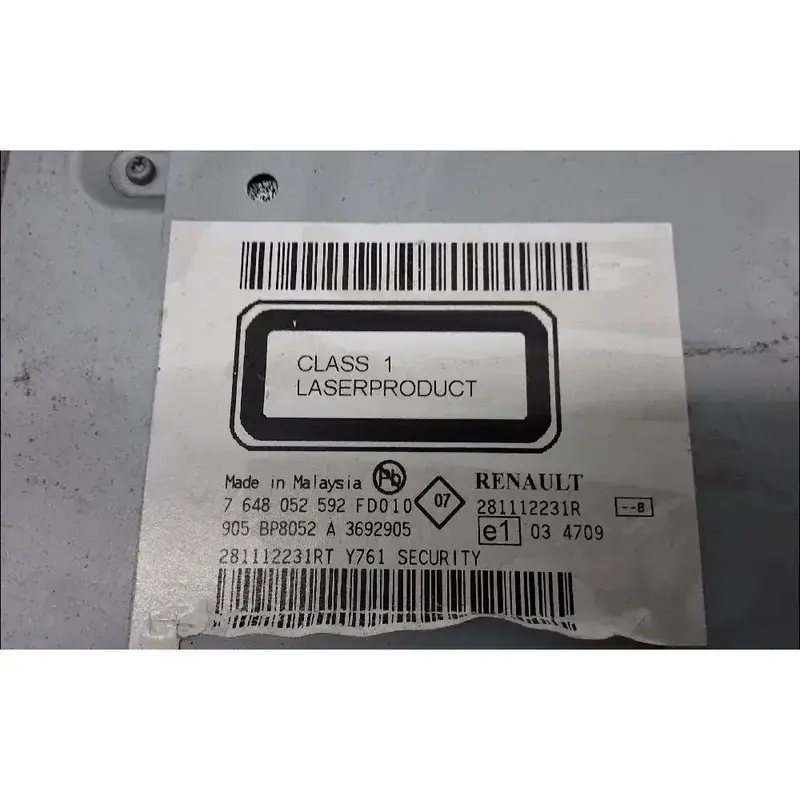 CLASS 1
LASERPRODUCT
Made in Malaysia Pb RENAULT
7 648 052 592 FD010 07 281112231R --B
905 BP8052 A 3692905 e1 03 4709
281112231RT Y761 SECURITY